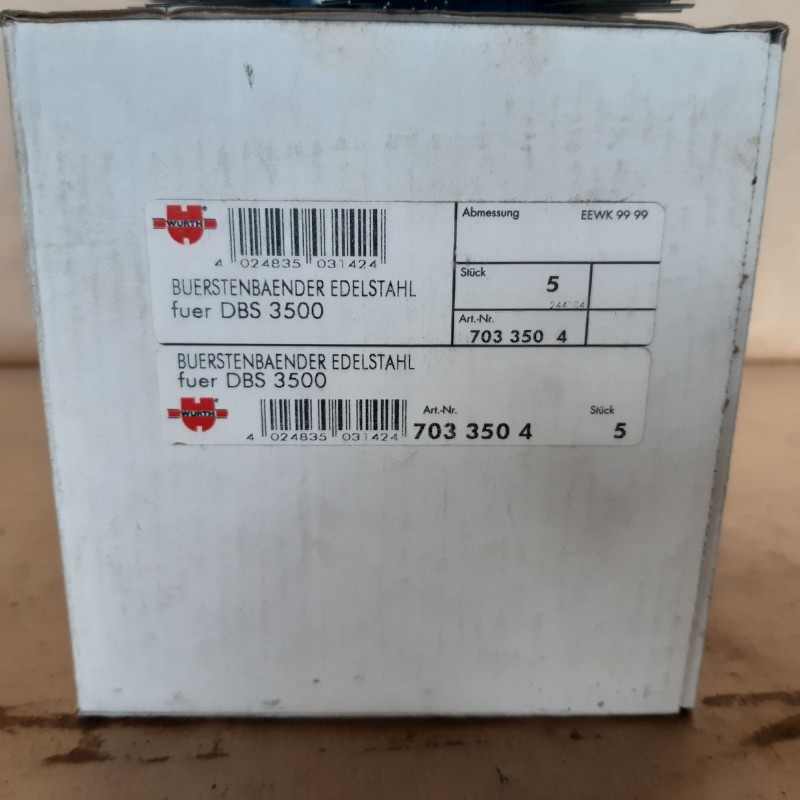 WÜRTH
®
4 024835 031424
BUERSTENBAENDER EDELSTAHL
fuer DBS 3500
Abmessung EEWK 99 99
Stück 5
Art.-Nr.
703 350 4
BUERSTENBAENDER EDELSTAHL
fuer DBS 3500
WÜRTH
®
4 024835 031424
Art.-Nr.
703 350 4
Stück
5